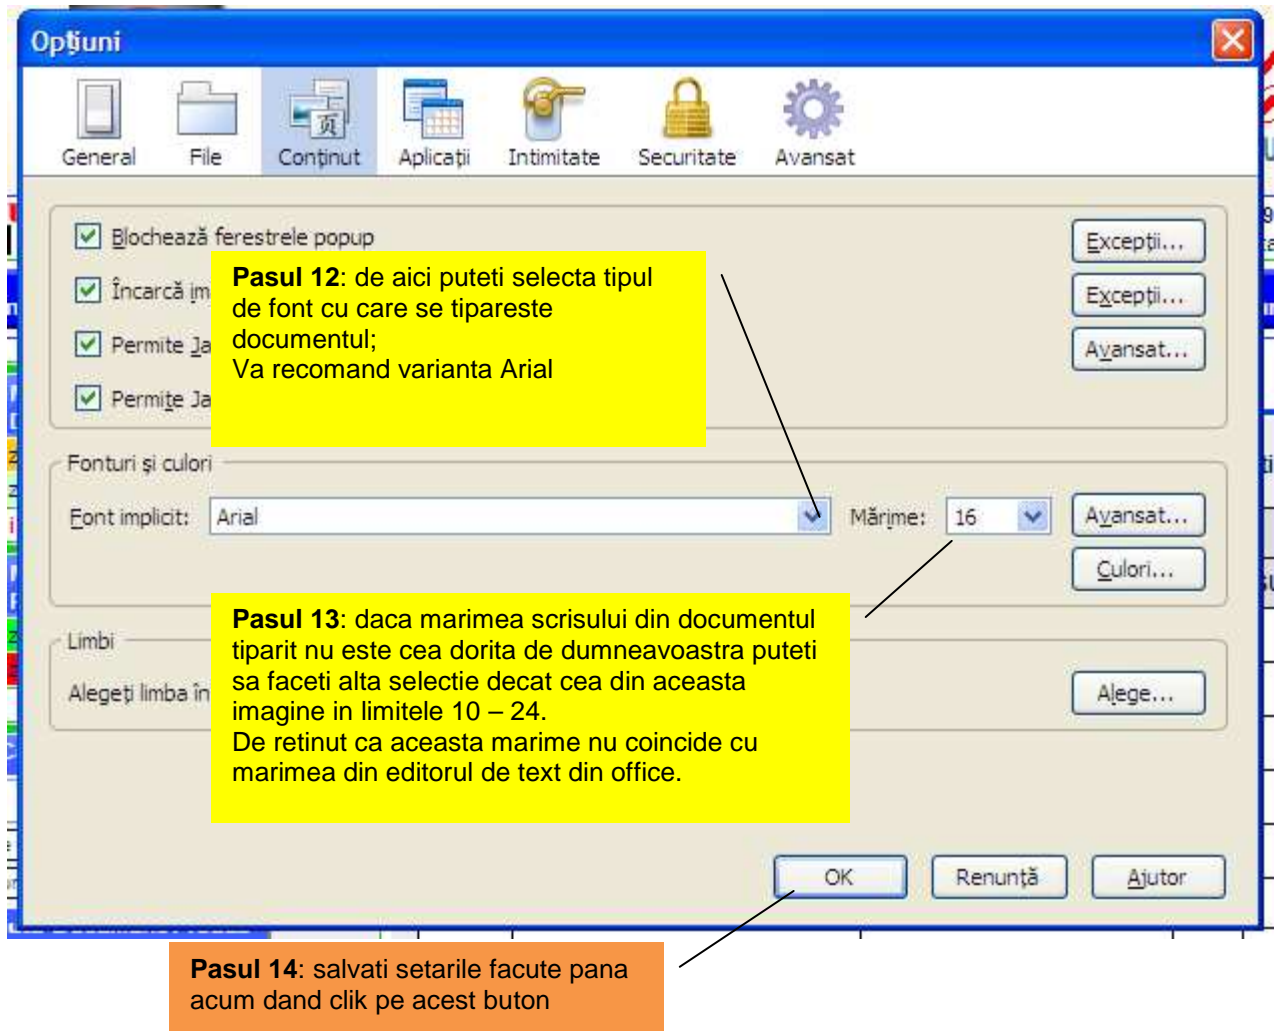 Opțiuni
General File Conținut Aplicații Intimitate Securitate Avansat
Blochează ferestrele popup Excepții...
Pasul 12: de aici puteti selecta tipul
de font cu care se tipareste
documentul;
Va recomand varianta Arial
Încarcă Excepții...
Permite Avansat...
Permite
Fonturi și culori
Font implicit: Arial Mărime: 16 Avansat...
Culori...
Pasul 13: daca marimea scrisului din documentul
tiparit nu este cea dorita de dumneavoastra puteti
sa faceti alta selectie decat cea din aceasta
imagine in limitele 10 – 24.
De retinut ca aceasta marime nu coincide cu
marimea din editorul de text din office.
Limbi
Alegeți limba Alege...
OK Renunță Ajutor
Pasul 14: salvati setarile facute pana
acum dand clik pe acest buton